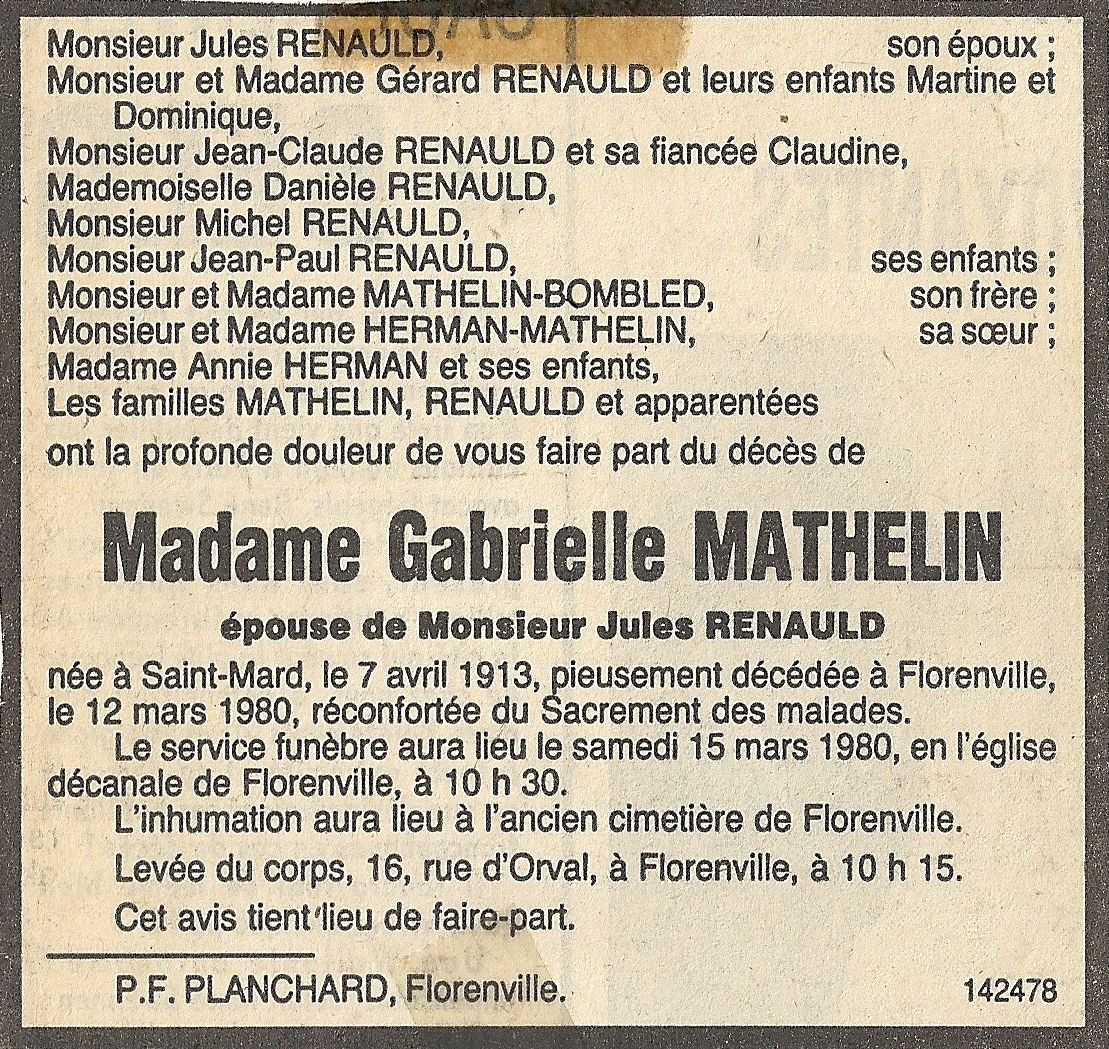 Monsieur Jules RENAULD, son époux ;
Monsieur et Madame Gérard RENAULD et leurs enfants Martine et
Dominique,
Monsieur Jean-Claude RENAULD et sa fiancée Claudine,
Mademoiselle Danièle RENAULD,
Monsieur Michel RENAULD,
Monsieur Jean-Paul RENAULD, ses enfants ;
Monsieur et Madame MATHELIN-BOMBLED, son frère ;
Monsieur et Madame HERMAN-MATHELIN, sa sœur ;
Madame Annie HERMAN et ses enfants,
Les familles MATHELIN, RENAULD et apparentées
ont la profonde douleur de vous faire part du décès de
Madame Gabrielle MATHELIN
épouse de Monsieur Jules RENAULD
née à Saint-Mard, le 7 avril 1913, pieusement décédée à Florenville,
le 12 mars 1980, réconfortée du Sacrement des malades.
Le service funèbre aura lieu le samedi 15 mars 1980, en l'église
décanale de Florenville, à 10 h 30.
L'inhumation aura lieu à l'ancien cimetière de Florenville.
Levée du corps, 16, rue d'Orval, à Florenville, à 10 h 15.
Cet avis tient lieu de faire-part.
P.F. PLANCHARD, Florenville. 142478